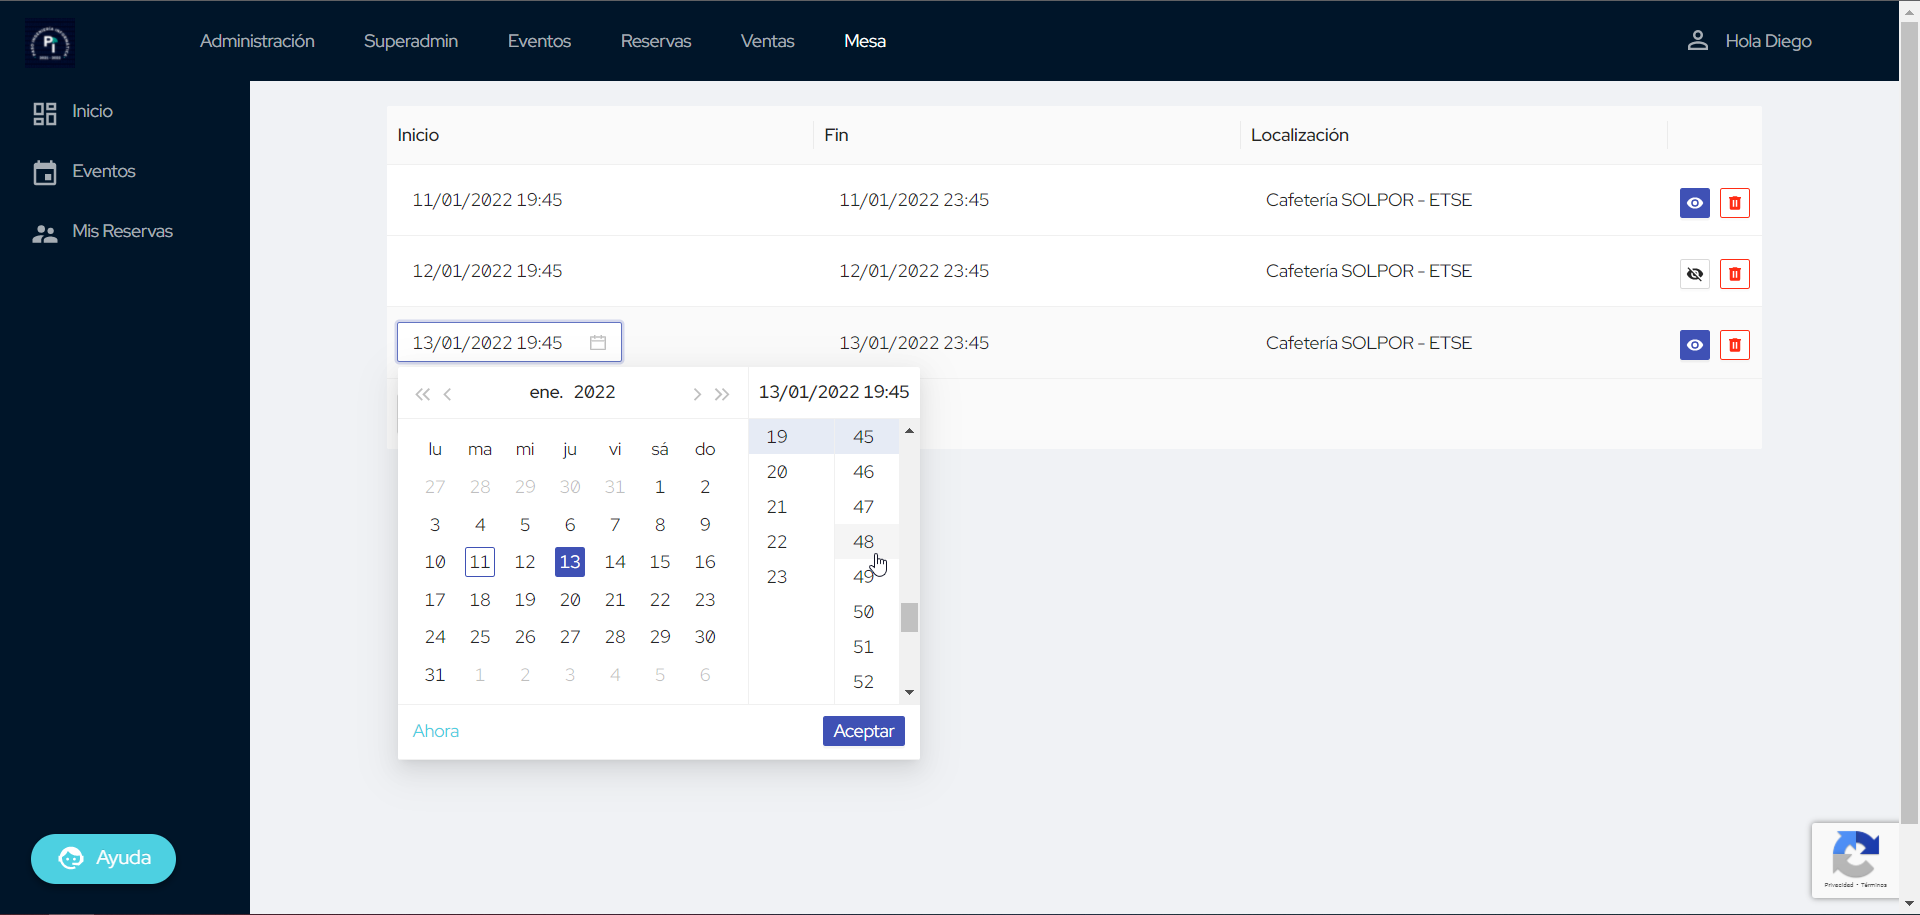 Pi
Administración Superadmin Eventos Reservas Ventas Mesa Hola Diego
Inicio
Eventos
Mis Reservas
Inicio Fin Localización
11/01/2022 19:45 11/01/2022 23:45 Cafetería SOLPOR - ETSE
12/01/2022 19:45 12/01/2022 23:45 Cafetería SOLPOR - ETSE
13/01/2022 19:45 13/01/2022 23:45 Cafetería SOLPOR - ETSE
ene. 2022 13/01/2022 19:45
lu ma mi ju vi sá do
27 28 29 30 31 1 2
3 4 5 6 7 8 9
10 11 12 13 14 15 16
17 18 19 20 21 22 23
24 25 26 27 28 29 30
31 1 2 3 4 5 6
19 45
20 46
21 47
22 48
23 49
50
51
52
Ahora Aceptar
Ayuda
Privacidad - Términos